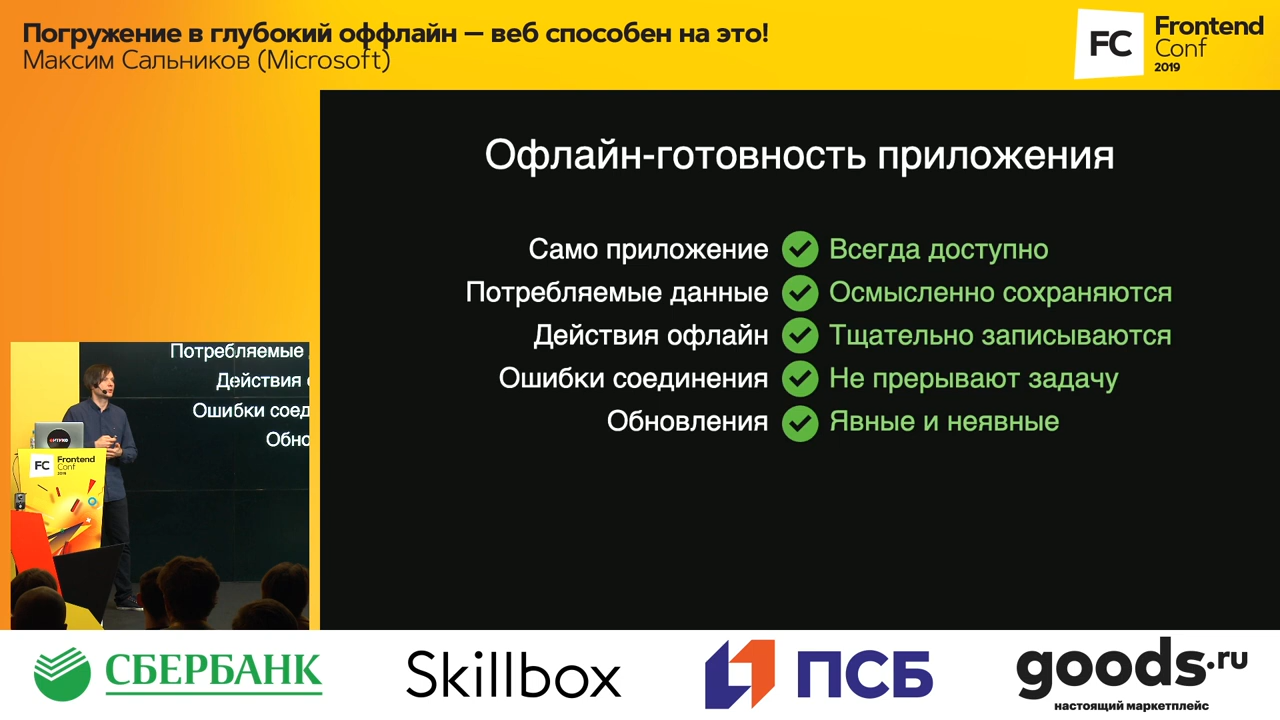 Погружение в глубокий оффлайн — веб способен на это!
Максим Сальников (Microsoft)
FC
Frontend
Conf
2019
Офлайн-готовность приложения
Само приложение Всегда доступно
Потребляемые данные Осмысленно сохраняются
Действия офлайн Тщательно записываются
Ошибки соединения Не прерывают задачу
Обновления Явные и неявные
Потребляемые
Действия
Ошибки соед
Обно
FC
Frontend
Conf
2019
СБЕРБАНК
Skillbox
ПСБ
goods.ru
настоящий маркетплейс